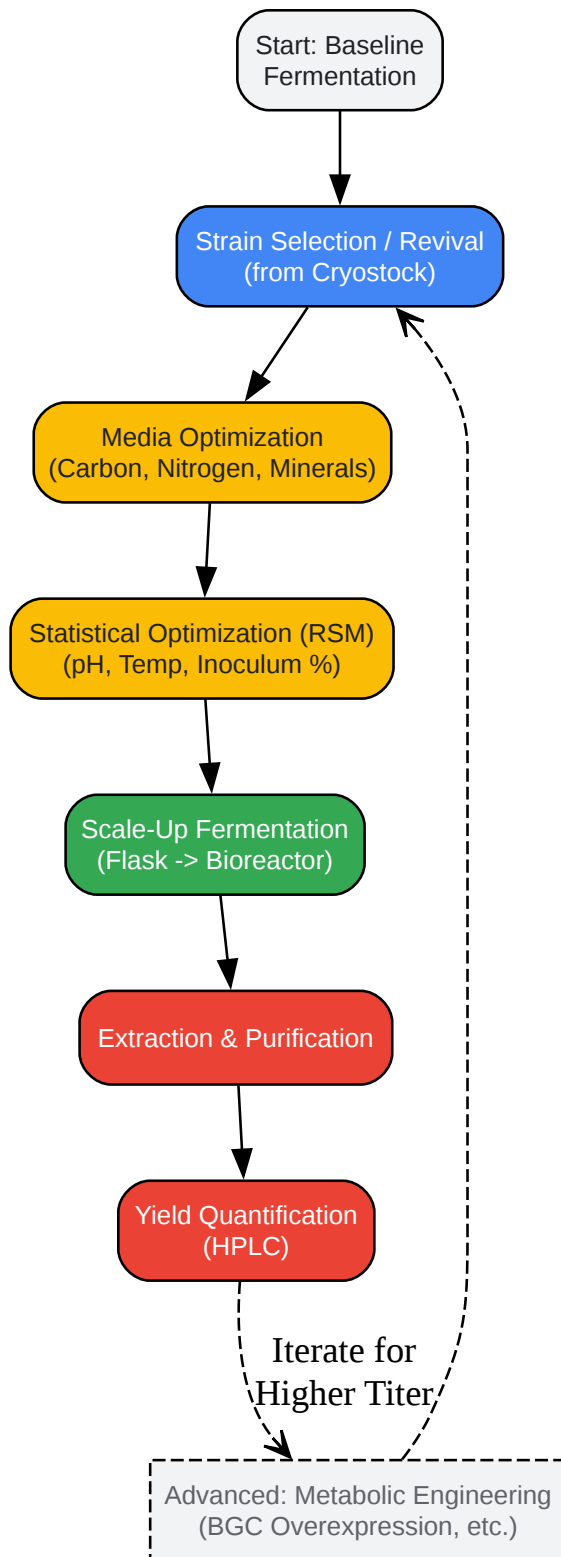 Start: Baseline
Fermentation
Strain Selection / Revival
(from Cryostock)
Media Optimization
(Carbon, Nitrogen, Minerals)
Statistical Optimization (RSM)
(pH, Temp, Inoculum %)
Scale-Up Fermentation
(Flask -> Bioreactor)
Extraction & Purification
Yield Quantification
(HPLC)
Iterate for
Higher Titer
Advanced: Metabolic Engineering
(BGC Overexpression, etc.)